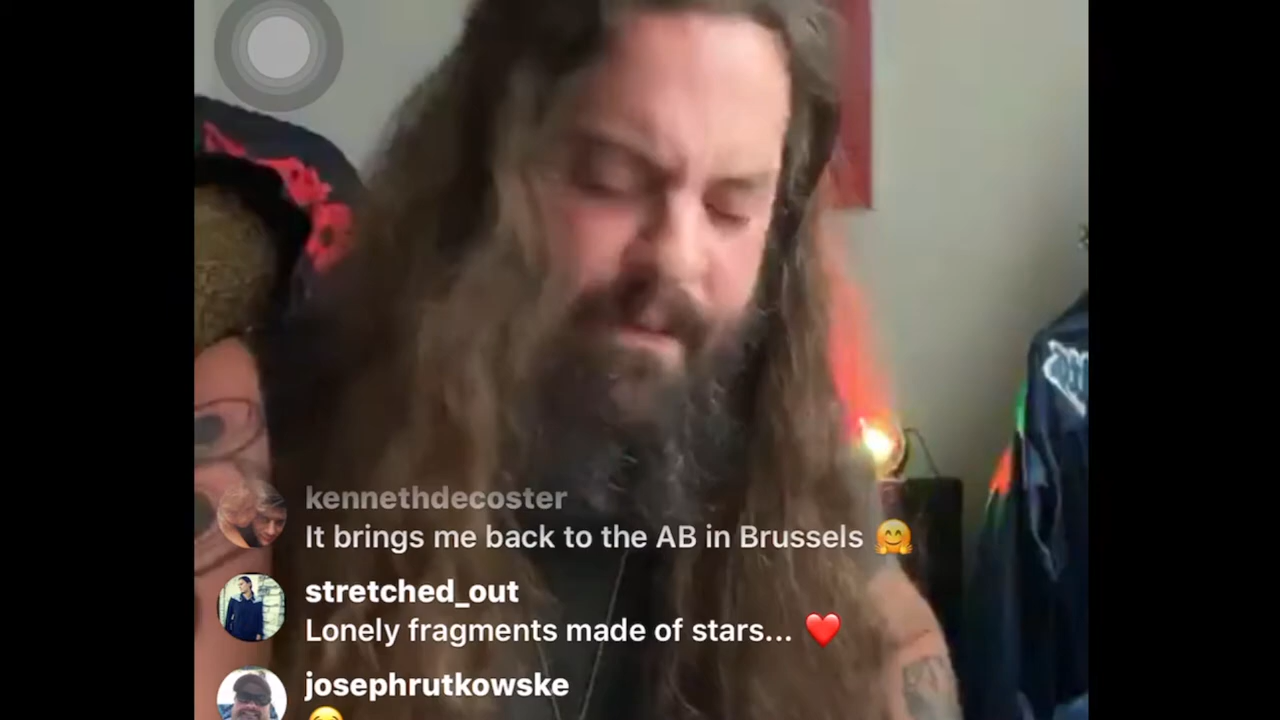 kennethdecoster
It brings me back to the AB in Brussels 🤗
stretched_out
Lonely fragments made of stars... ❤️
josephrutkowske